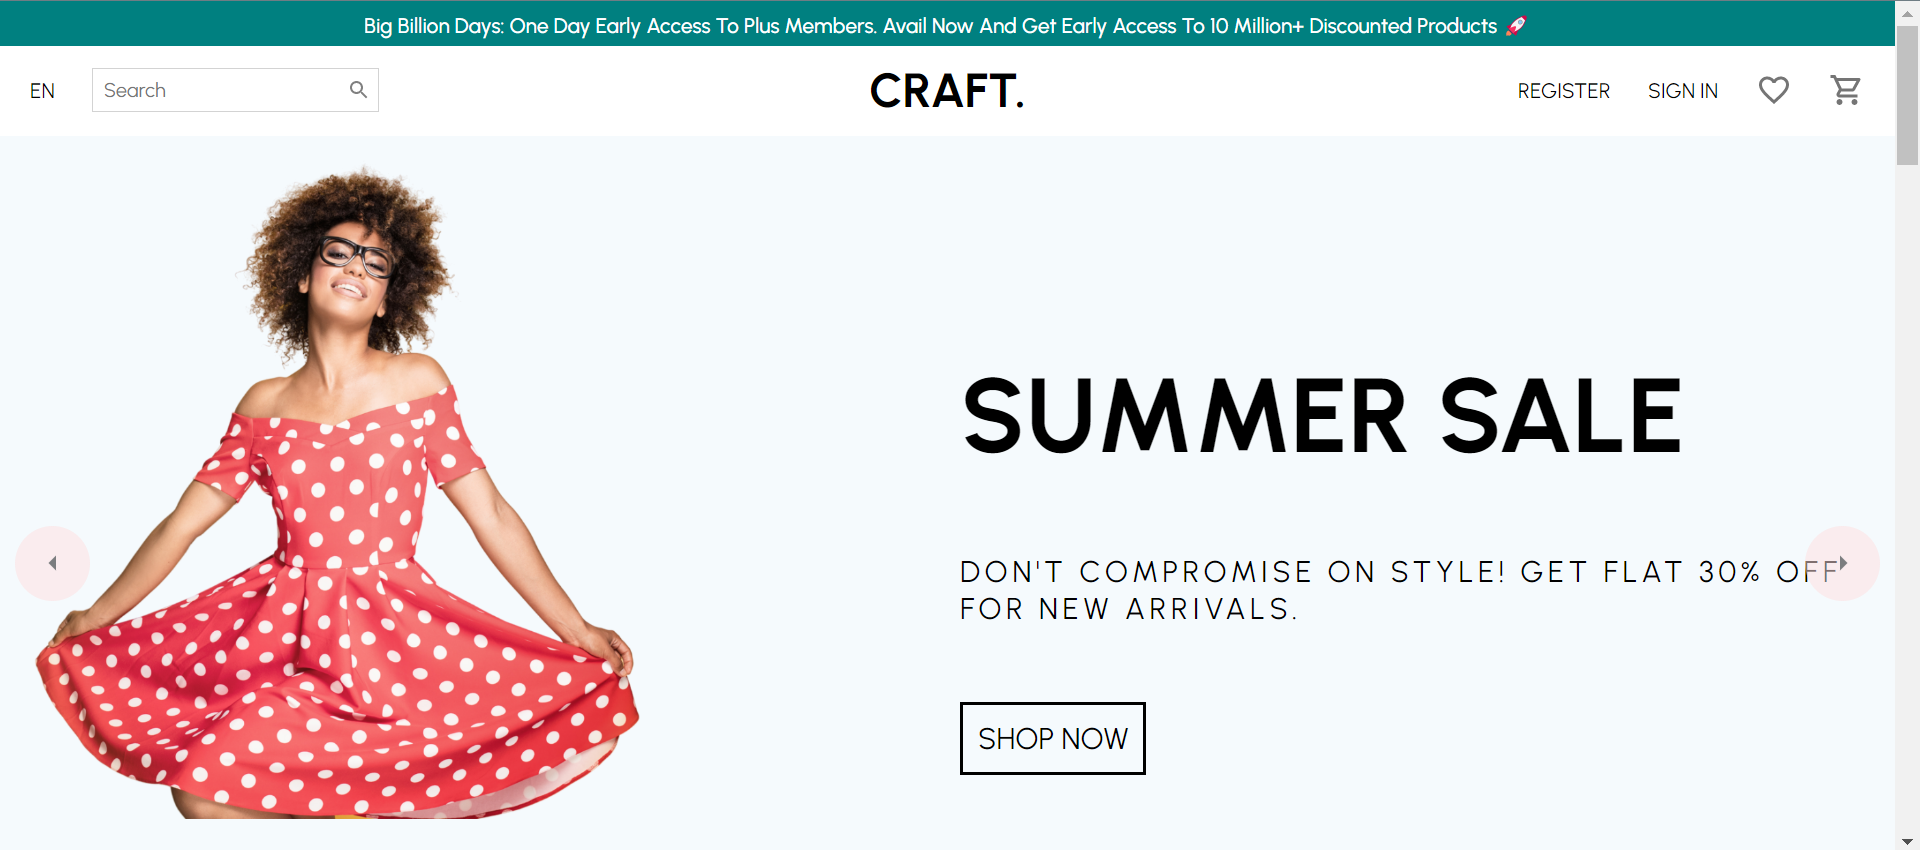 Big Billion Days: One Day Early Access To Plus Members. Avail Now And Get Early Access To 10 Million+ Discounted Products 🚀
EN
Search
CRAFT.
REGISTER
SIGN IN
SUMMER SALE
DON'T COMPROMISE ON STYLE! GET FLAT 30% OFF
FOR NEW ARRIVALS.
SHOP NOW